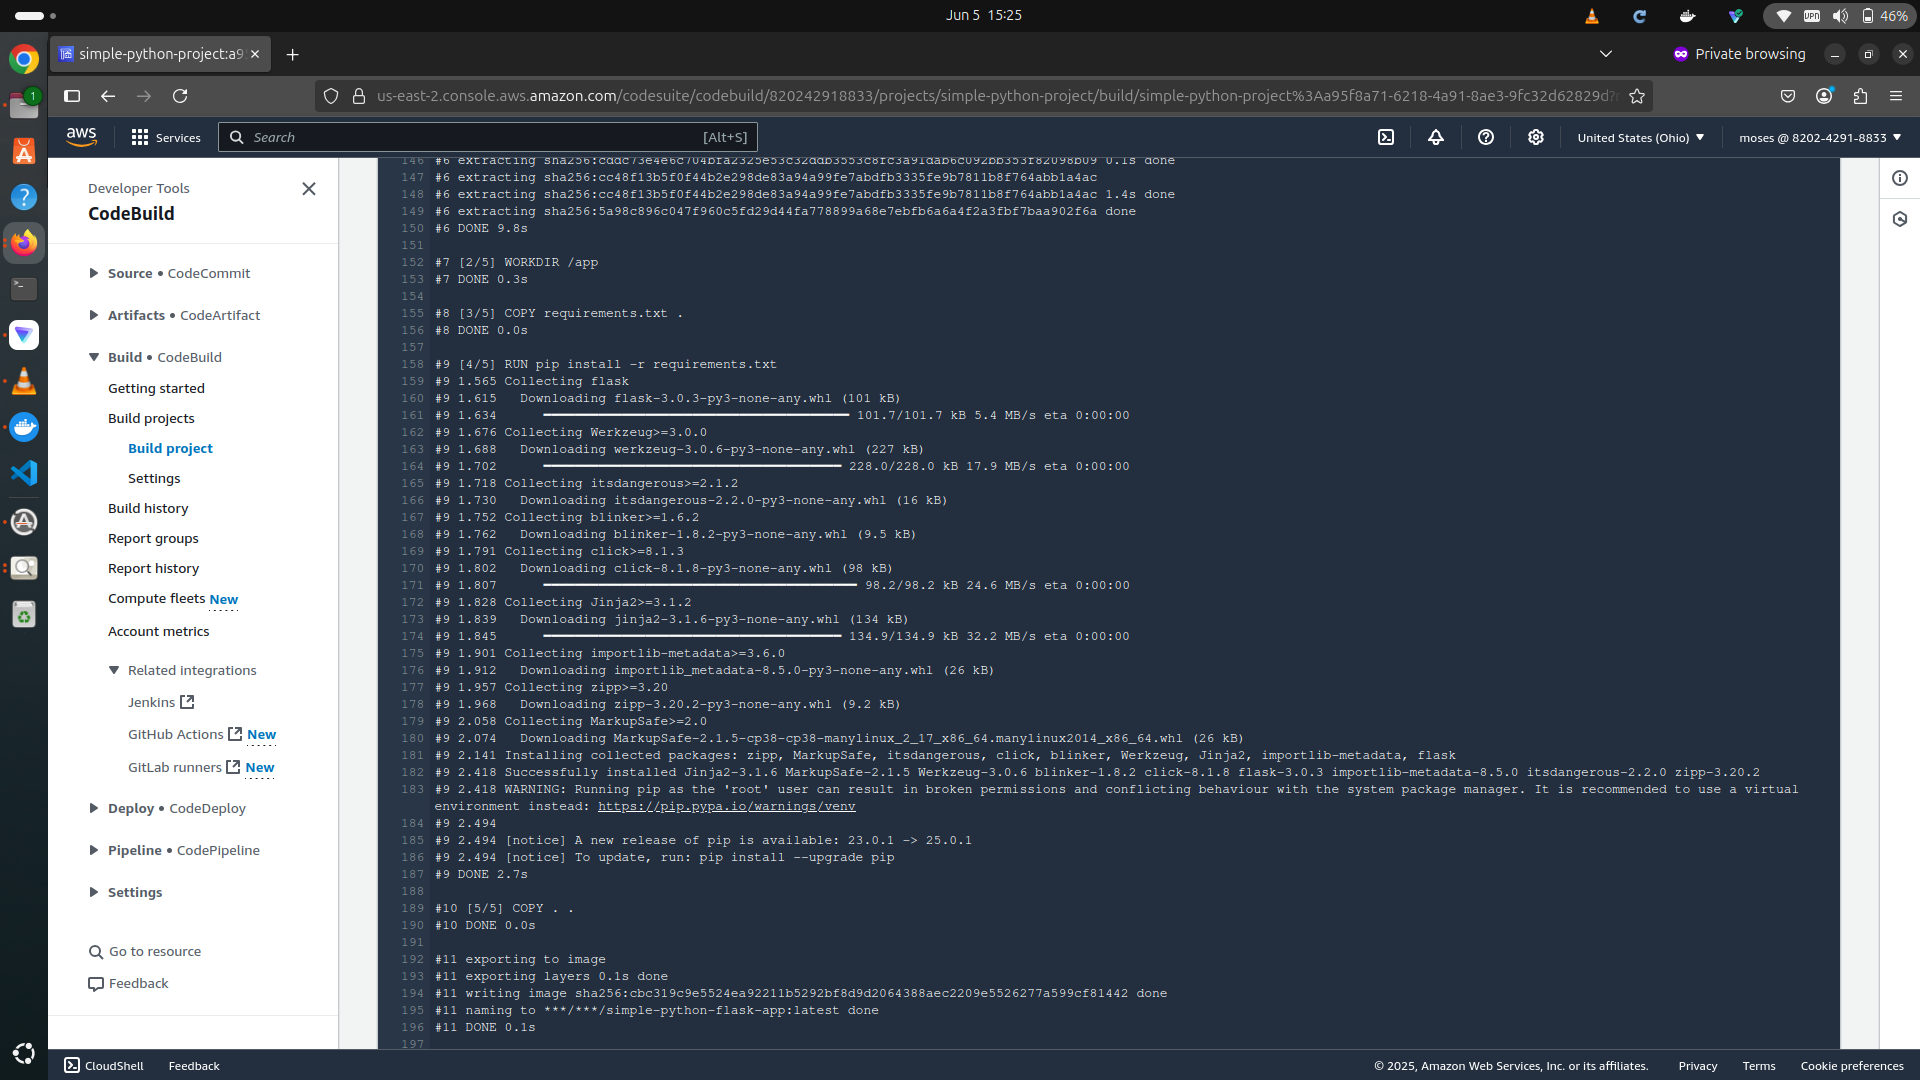 Jun 5 15:25
46%
simple-python-project:a9
Private browsing
us-east-2.console.aws.amazon.com/codesuite/codebuild/820242918833/projects/simple-python-project/build/simple-python-project%3Aa95f8a71-6218-4a91-8ae3-9fc32d62829d?
aws
Services
Search
[Alt+S]
United States (Ohio)
moses @ 8202-4291-8833
Developer Tools
CodeBuild
Source • CodeCommit
Artifacts • CodeArtifact
Build • CodeBuild
Getting started
Build projects
Build project
Settings
Build history
Report groups
Report history
Compute fleets New
Account metrics
Related integrations
Jenkins
GitHub Actions New
GitLab runners New
Deploy • CodeDeploy
Pipeline • CodePipeline
Settings
Go to resource
Feedback
146 #6 extracting sha256:cddc73e4e6c704bfa2325e53c32ddb3553c8fc3a91dab6c092bb353f82098b09 0.1s done
147 #6 extracting sha256:cc48f13b5f0f44b2e298de83a94a99fe7abdfb3335fe9b7811b8f764abb1a4ac
148 #6 extracting sha256:cc48f13b5f0f44b2e298de83a94a99fe7abdfb3335fe9b7811b8f764abb1a4ac 1.4s done
149 #6 extracting sha256:5a98c896c047f960c5fd29d44fa778899a68e7ebfb6a6a4f2a3fbf7baa902f6a done
150 #6 DONE 9.8s
151
152 #7 [2/5] WORKDIR /app
153 #7 DONE 0.3s
154
155 #8 [3/5] COPY requirements.txt .
156 #8 DONE 0.0s
157
158 #9 [4/5] RUN pip install -r requirements.txt
159 #9 1.565 Collecting flask
160 #9 1.615   Downloading flask-3.0.3-py3-none-any.whl (101 kB)
161 #9 1.634 101.7/101.7 kB 5.4 MB/s eta 0:00:00
162 #9 1.676 Collecting Werkzeug>=3.0.0
163 #9 1.688   Downloading werkzeug-3.0.6-py3-none-any.whl (227 kB)
164 #9 1.702 228.0/228.0 kB 17.9 MB/s eta 0:00:00
165 #9 1.718 Collecting itsdangerous>=2.1.2
166 #9 1.730   Downloading itsdangerous-2.2.0-py3-none-any.whl (16 kB)
167 #9 1.752 Collecting blinker>=1.6.2
168 #9 1.762   Downloading blinker-1.8.2-py3-none-any.whl (9.5 kB)
169 #9 1.791 Collecting click>=8.1.3
170 #9 1.802   Downloading click-8.1.8-py3-none-any.whl (98 kB)
171 #9 1.807 98.2/98.2 kB 24.6 MB/s eta 0:00:00
172 #9 1.828 Collecting Jinja2>=3.1.2
173 #9 1.839   Downloading jinja2-3.1.6-py3-none-any.whl (134 kB)
174 #9 1.845 134.9/134.9 kB 32.2 MB/s eta 0:00:00
175 #9 1.901 Collecting importlib-metadata>=3.6.0
176 #9 1.912   Downloading importlib_metadata-8.5.0-py3-none-any.whl (26 kB)
177 #9 1.957 Collecting zipp>=3.20
178 #9 1.968   Downloading zipp-3.20.2-py3-none-any.whl (9.2 kB)
179 #9 2.058 Collecting MarkupSafe>=2.0
180 #9 2.074   Downloading MarkupSafe-2.1.5-cp38-cp38-manylinux_2_17_x86_64.manylinux2014_x86_64.whl (26 kB)
181 #9 2.141 Installing collected packages: zipp, MarkupSafe, itsdangerous, click, blinker, Werkzeug, Jinja2, importlib-metadata, flask
182 #9 2.418 Successfully installed Jinja2-3.1.6 MarkupSafe-2.1.5 Werkzeug-3.0.6 blinker-1.8.2 click-8.1.8 flask-3.0.3 importlib-metadata-8.5.0 itsdangerous-2.2.0 zipp-3.20.2
183 #9 2.418 WARNING: Running pip as the 'root' user can result in broken permissions and conflicting behaviour with the system package manager. It is recommended to use a virtual
environment instead: https://pip.pypa.io/warnings/venv
184 #9 2.494
185 #9 2.494 [notice] A new release of pip is available: 23.0.1 -> 25.0.1
186 #9 2.494 [notice] To update, run: pip install --upgrade pip
187 #9 DONE 2.7s
188
189 #10 [5/5] COPY . .
190 #10 DONE 0.0s
191
192 #11 exporting to image
193 #11 exporting layers 0.1s done
194 #11 writing image sha256:cbc319c9e5524ea92211b5292bf8d9d2064388aec2209e5526277a599cf81442 done
195 #11 naming to ***/***/simple-python-flask-app:latest done
196 #11 DONE 0.1s
197
CloudShell
Feedback
© 2025, Amazon Web Services, Inc. or its affiliates.
Privacy
Terms
Cookie preferences